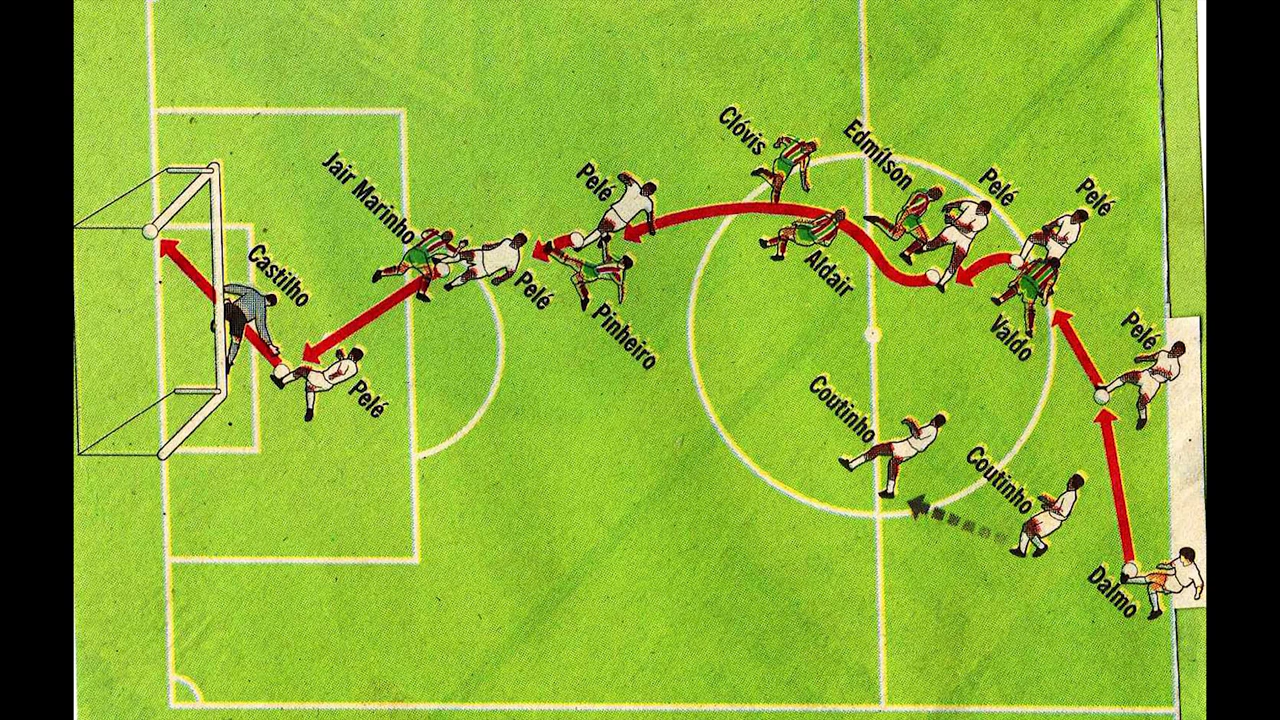 Clóvis
Edmílson
Pelé
Pelé
Jair Marinho
Pelé
Castilho
Aldair
Pelé
Pinheiro
Valdo
Pelé
Pelé
Coutinho
Coutinho
Dalmo